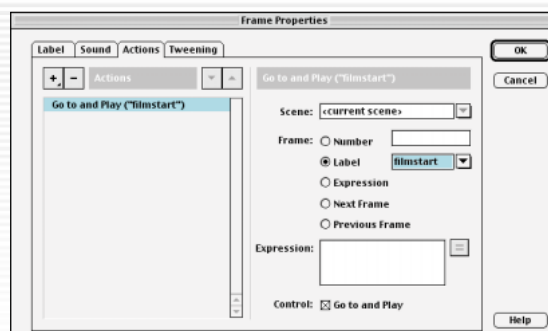 Frame Properties
Label Sound Actions Tweening
OK
Cancel
+ - Actions
Go to and Play ("filmstart")
Go to and Play ("filmstart")
Scene: <current scene>
Frame: Number
Label filmstart
Expression
Next Frame
Previous Frame
Expression: =
Control: Go to and Play
Help